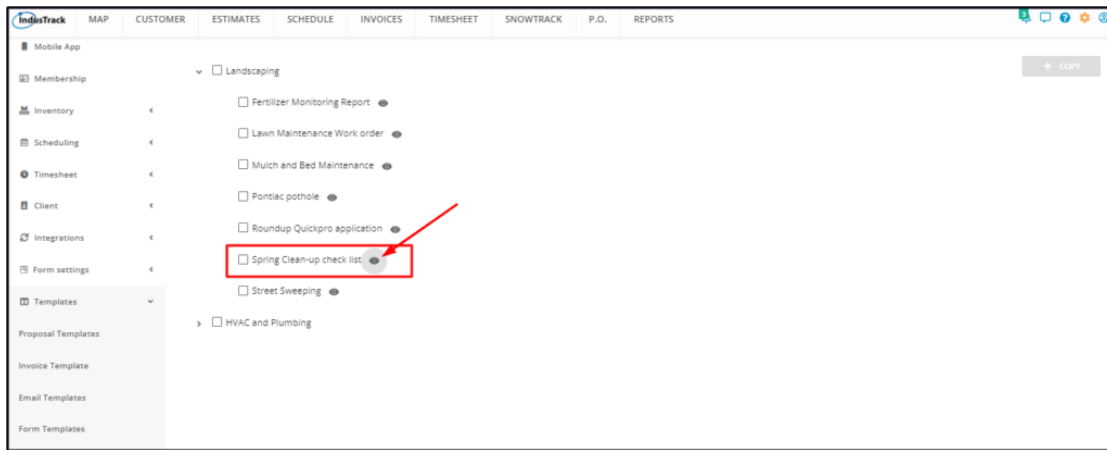 IndusTrack MAP CUSTOMER ESTIMATES SCHEDULE INVOICES TIMESHEET SNOWTRACK P.O. REPORTS 3
Mobile App
Membership
Inventory
Scheduling
Timesheet
Client
Integrations
Form settings
Templates
Proposal Templates
Invoice Template
Email Templates
Form Templates
+ COPY
Landscaping
Fertilizer Monitoring Report
Lawn Maintenance Work order
Mulch and Bed Maintenance
Pontiac pothole
Roundup Quickpro application
Spring Clean-up check list
Street Sweeping
HVAC and Plumbing